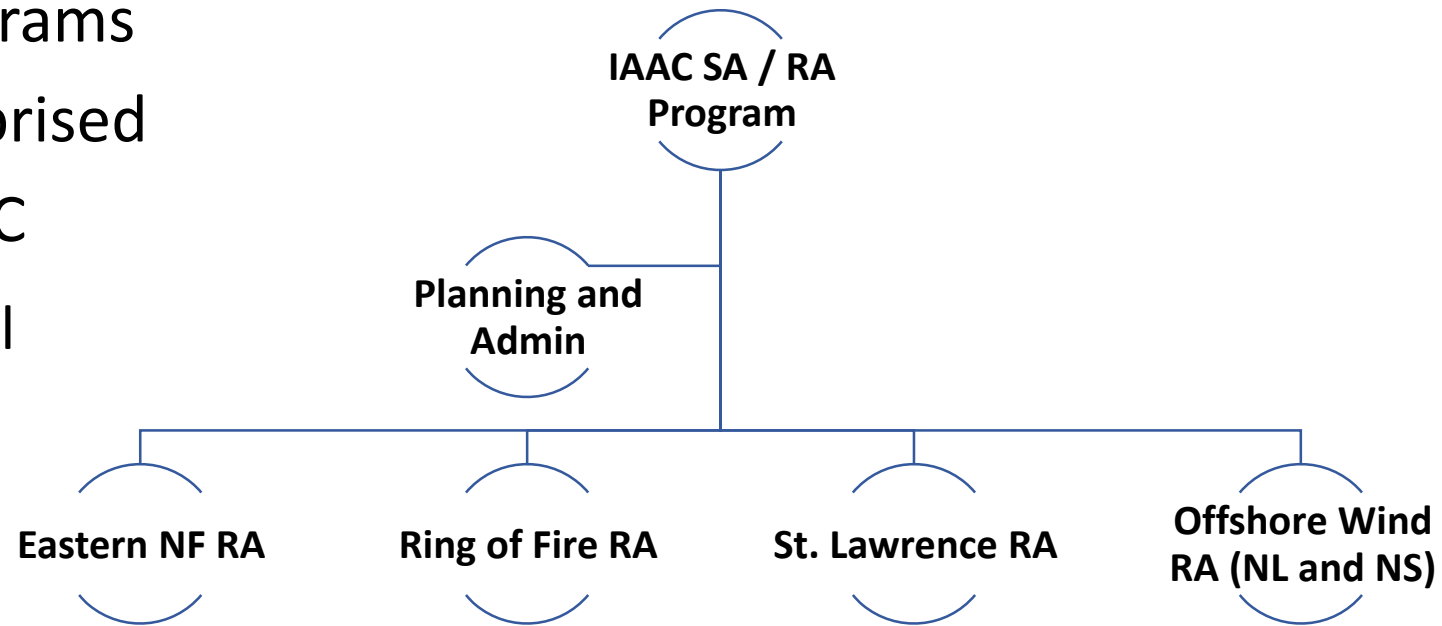 rams
orised
C
l
IAAC SA / RA
Program
Planning and
Admin
Eastern NF RA
Ring of Fire RA
St. Lawrence RA
Offshore Wind
RA (NL and NS)